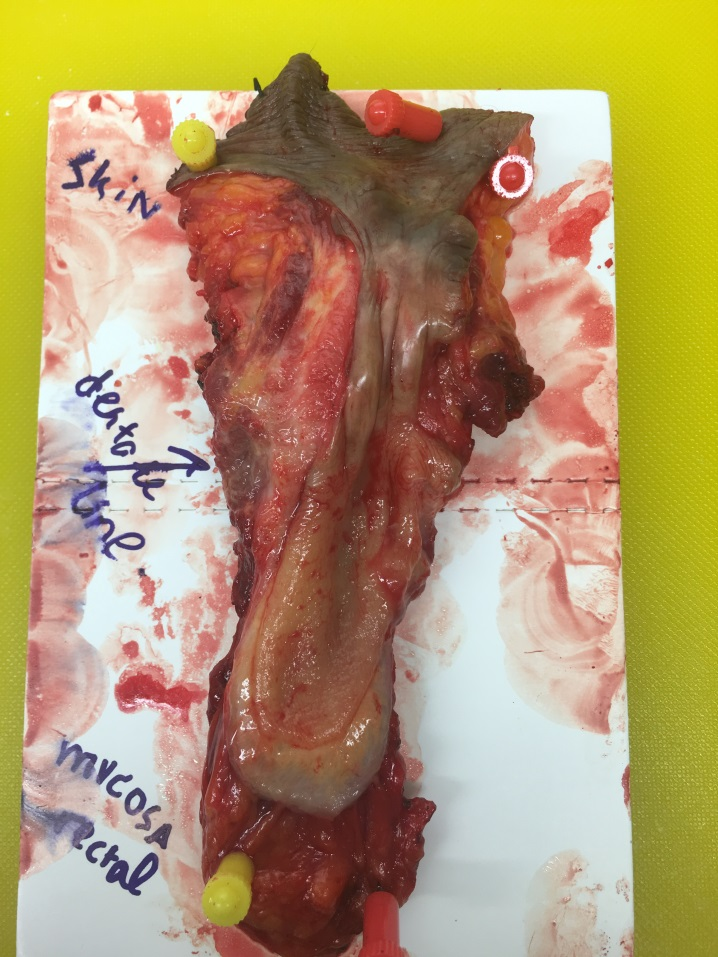 Skin
dentate
line
mucosa
rectal